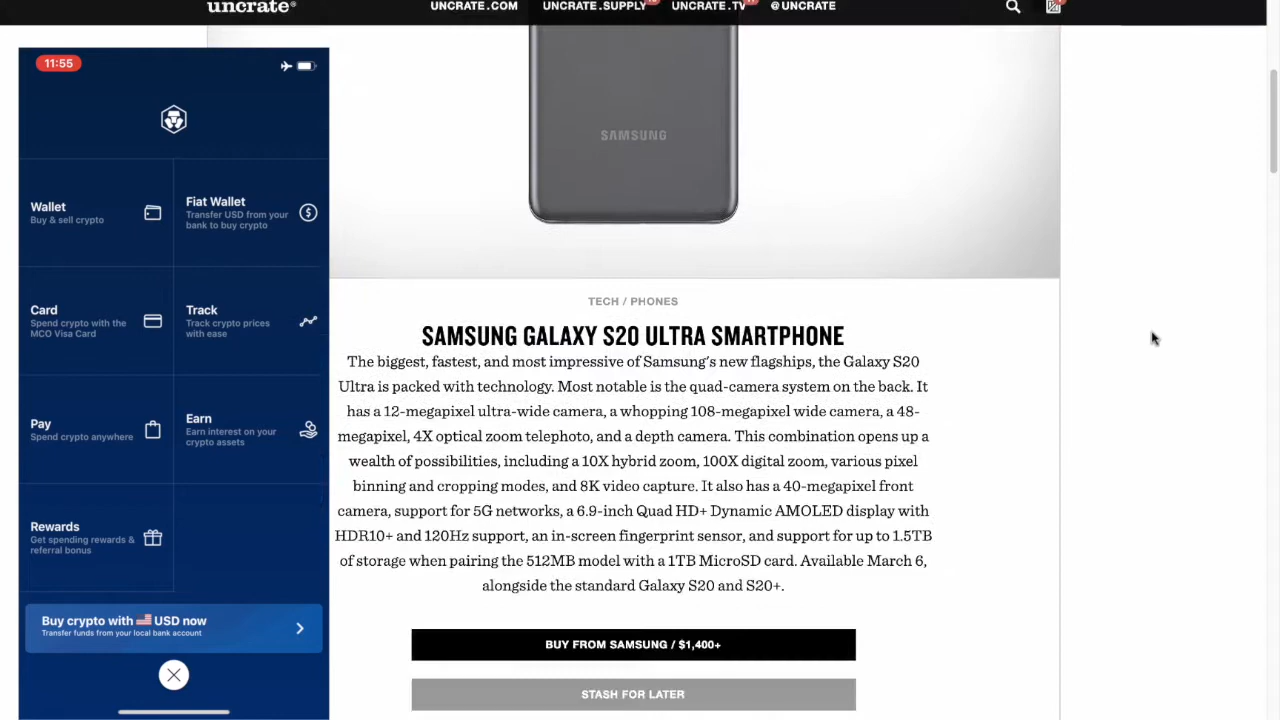 uncrate®
UNCRATE.COM
UNCRATE.SUPPLY
UNCRATE.TV
@UNCRATE
11:55
Wallet
Buy & sell crypto
Fiat Wallet
Transfer USD from your
bank to buy crypto
Card
Spend crypto with the
MCO Visa Card
Track
Track crypto prices
with ease
Pay
Spend crypto anywhere
Earn
Earn interest on your
crypto assets
Rewards
Get spending rewards &
referral bonus
Buy crypto with USD now
Transfer funds from your local bank account
SAMSUNG
TECH / PHONES
SAMSUNG GALAXY S20 ULTRA SMARTPHONE
The biggest, fastest, and most impressive of Samsung's new flagships, the Galaxy S20
Ultra is packed with technology. Most notable is the quad-camera system on the back. It
has a 12-megapixel ultra-wide camera, a whopping 108-megapixel wide camera, a 48-
megapixel, 4X optical zoom telephoto, and a depth camera. This combination opens up a
wealth of possibilities, including a 10X hybrid zoom, 100X digital zoom, various pixel
binning and cropping modes, and 8K video capture. It also has a 40-megapixel front
camera, support for 5G networks, a 6.9-inch Quad HD+ Dynamic AMOLED display with
HDR10+ and 120Hz support, an in-screen fingerprint sensor, and support for up to 1.5TB
of storage when pairing the 512MB model with a 1TB MicroSD card. Available March 6,
alongside the standard Galaxy S20 and S20+.
BUY FROM SAMSUNG / $1,400+
STASH FOR LATER